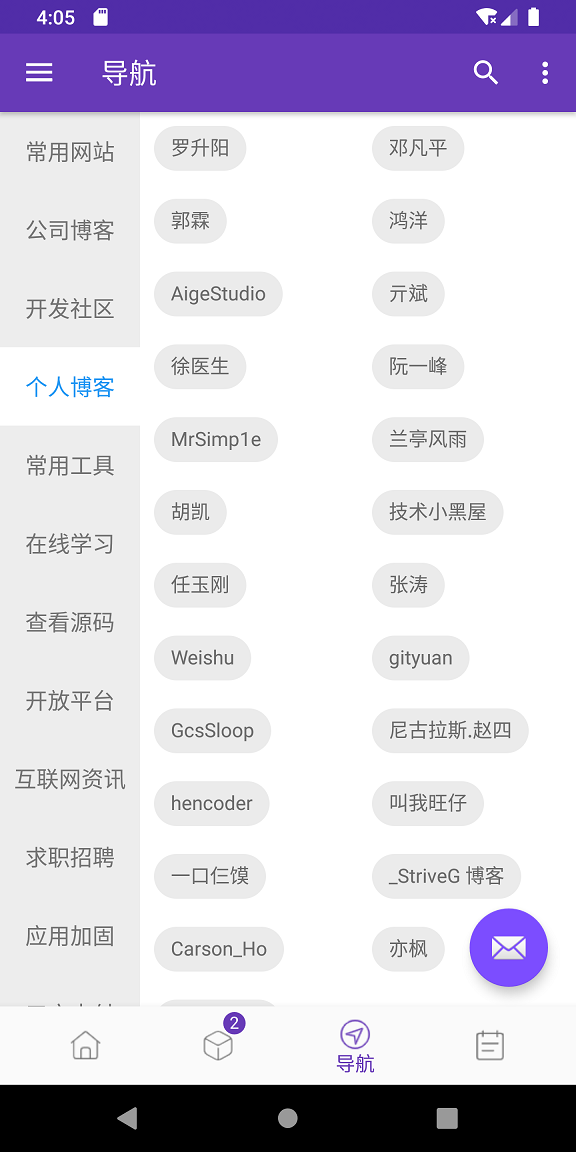 4:05
导航
常用网站
公司博客
开发社区
个人博客
常用工具
在线学习
查看源码
开放平台
互联网资讯
求职招聘
应用加固
罗升阳
邓凡平
郭霖
鸿洋
AigeStudio
亓斌
徐医生
阮一峰
MrSimp1e
兰亭风雨
胡凯
技术小黑屋
任玉刚
张涛
Weishu
gityuan
GcsSloop
尼古拉斯.赵四
hencoder
叫我旺仔
一口仨馍
_StriveG 博客
Carson_Ho
亦枫
2
导航